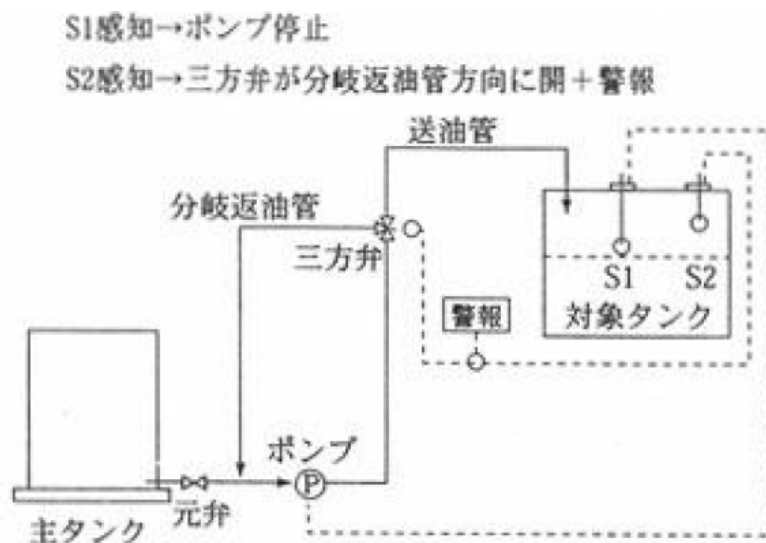 S1感知→ポンプ停止
S2感知→三方弁が分岐返油管方向に開＋警報
送油管
分岐返油管
三方弁
S1
S2
警報
対象タンク
ポンプ
P
元弁
主タンク